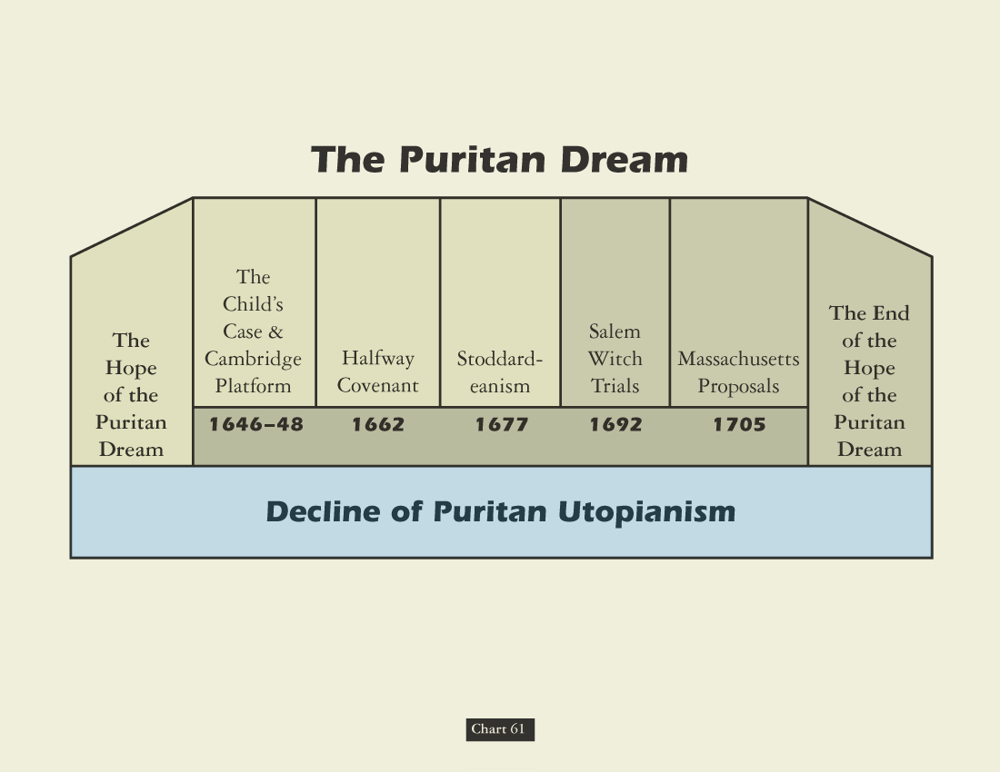 The Puritan Dream
The
Hope
of the
Puritan
Dream
The
Child’s
Case &
Cambridge
Platform
1646–48
Halfway
Covenant
1662
Stoddard-
eanism
1677
Salem
Witch
Trials
1692
Massachusetts
Proposals
1705
The End
of the
Hope
of the
Puritan
Dream
Decline of Puritan Utopianism
Chart 61